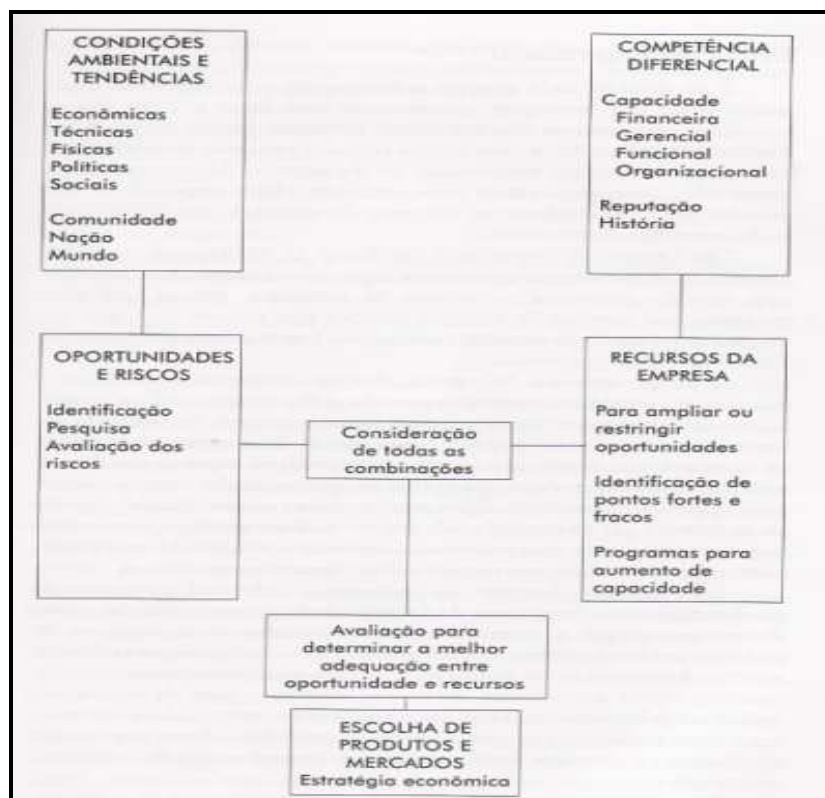 CONDIÇÕES
AMBIENTAIS E
TENDÊNCIAS
Econômicas
Técnicas
Físicas
Políticas
Sociais
Comunidade
Nação
Mundo
COMPETÊNCIA
DIFERENCIAL
Capacidade
Financeira
Gerencial
Funcional
Organizacional
Reputação
História
OPORTUNIDADES
E RISCOS
Identificação
Pesquisa
Avaliação dos
riscos
Consideração
de todas as
combinações
RECURSOS DA
EMPRESA
Para ampliar ou
restringir
oportunidades
Identificação de
pontos fortes e
fracos
Programas para
aumento de
capacidade
Avaliação para
determinar a melhor
adequação entre
oportunidade e recursos
ESCOLHA DE
PRODUTOS E
MERCADOS
Estratégia econômica